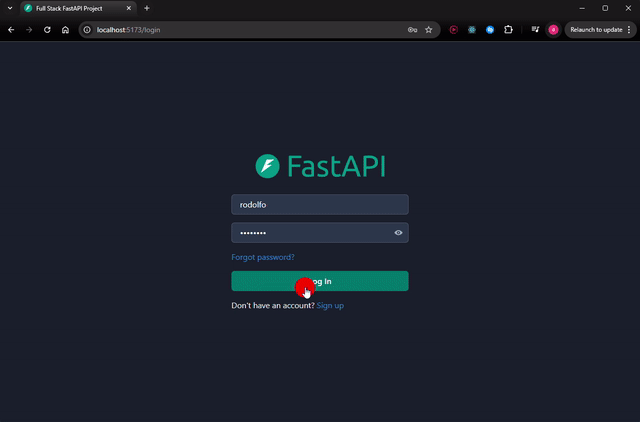 Full Stack FastAPI Project
localhost:5173/login
Relaunch to update
FastAPI
rodolfo
••••••••
Forgot password?
og In
Don't have an account? Sign up